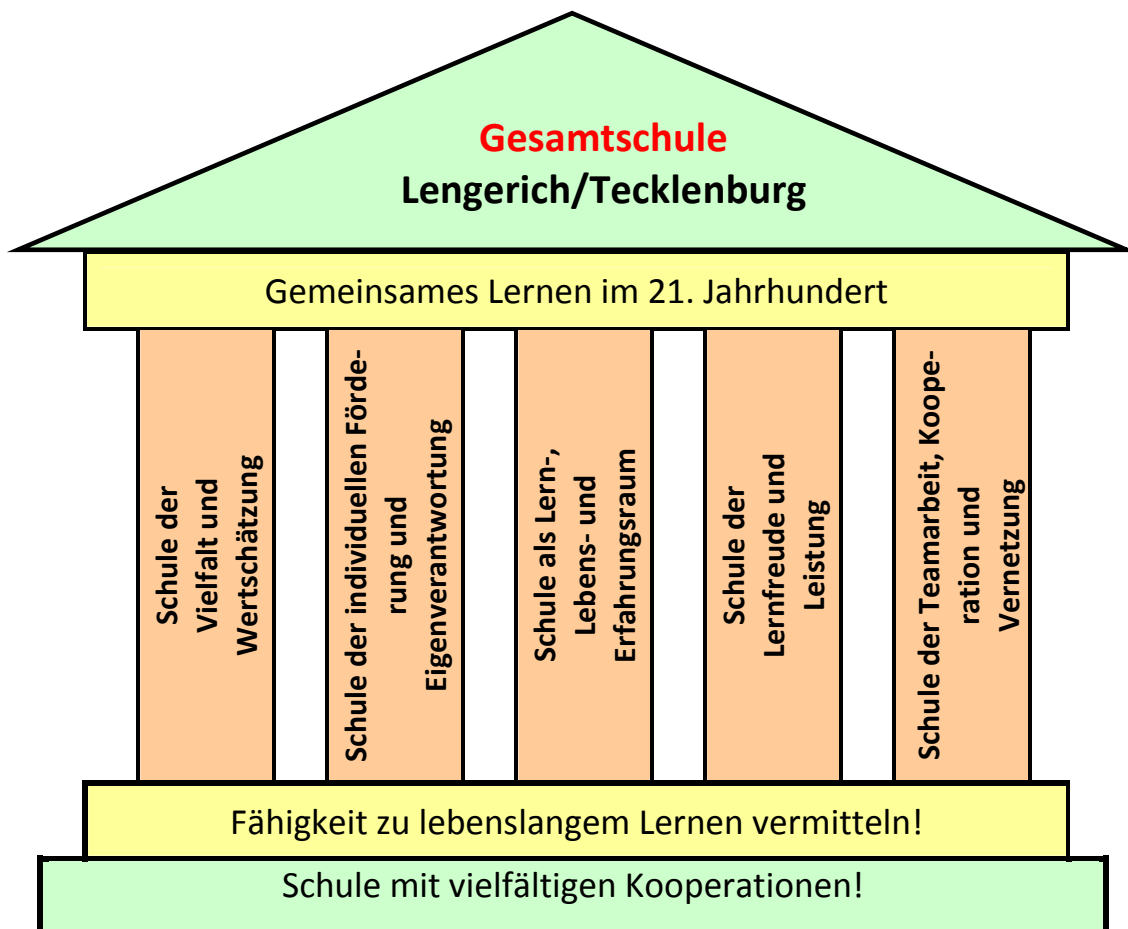 Gesamtschule
Lengerich/Tecklenburg
Gemeinsames Lernen im 21. Jahrhundert
Schule der
Vielfalt und
Wertschätzung
Schule der individuellen Förde-
rung und
Eigenverantwortung
Schule als Lern-,
Lebens- und
Erfahrungsraum
Schule der
Lernfreude und
Leistung
Schule der Teamarbeit, Koope-
ration und
Vernetzung
Fähigkeit zu lebenslangem Lernen vermitteln!
Schule mit vielfältigen Kooperationen!